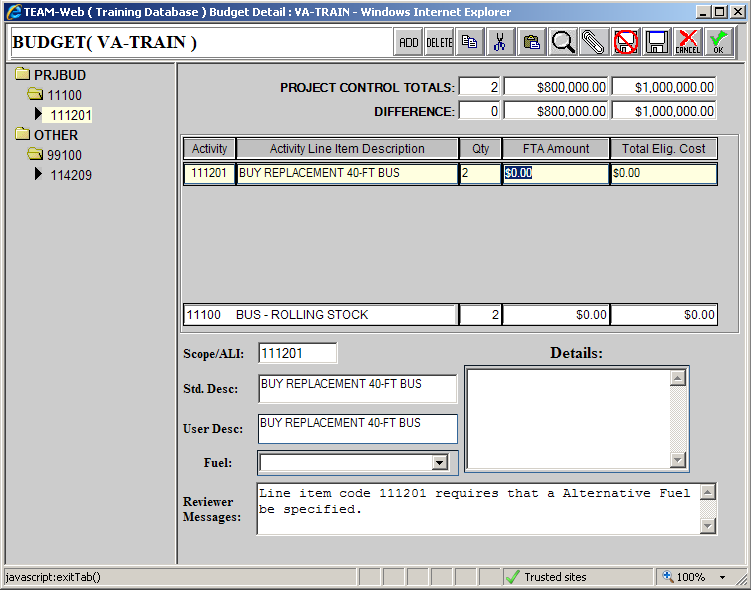 TEAM-Web ( Training Database ) Budget Detail : VA-TRAIN - Windows Internet Explorer
BUDGET( VA-TRAIN )
ADD DELETE CANCEL OK
PRJBUD
11100
111201
OTHER
99100
114209
PROJECT CONTROL TOTALS: 2 $800,000.00 $1,000,000.00
DIFFERENCE: 0 $800,000.00 $1,000,000.00
Activity Activity Line Item Description Qty FTA Amount Total Elig. Cost
111201 BUY REPLACEMENT 40-FT BUS 2 $0.00 $0.00
11100 BUS - ROLLING STOCK 2 $0.00 $0.00
Scope/ALI: 111201
Details:
Std. Desc: BUY REPLACEMENT 40-FT BUS
User Desc: BUY REPLACEMENT 40-FT BUS
Fuel:
Reviewer Messages:
Line item code 111201 requires that a Alternative Fuel
be specified.
javascript:exitTab()
Trusted sites
100%